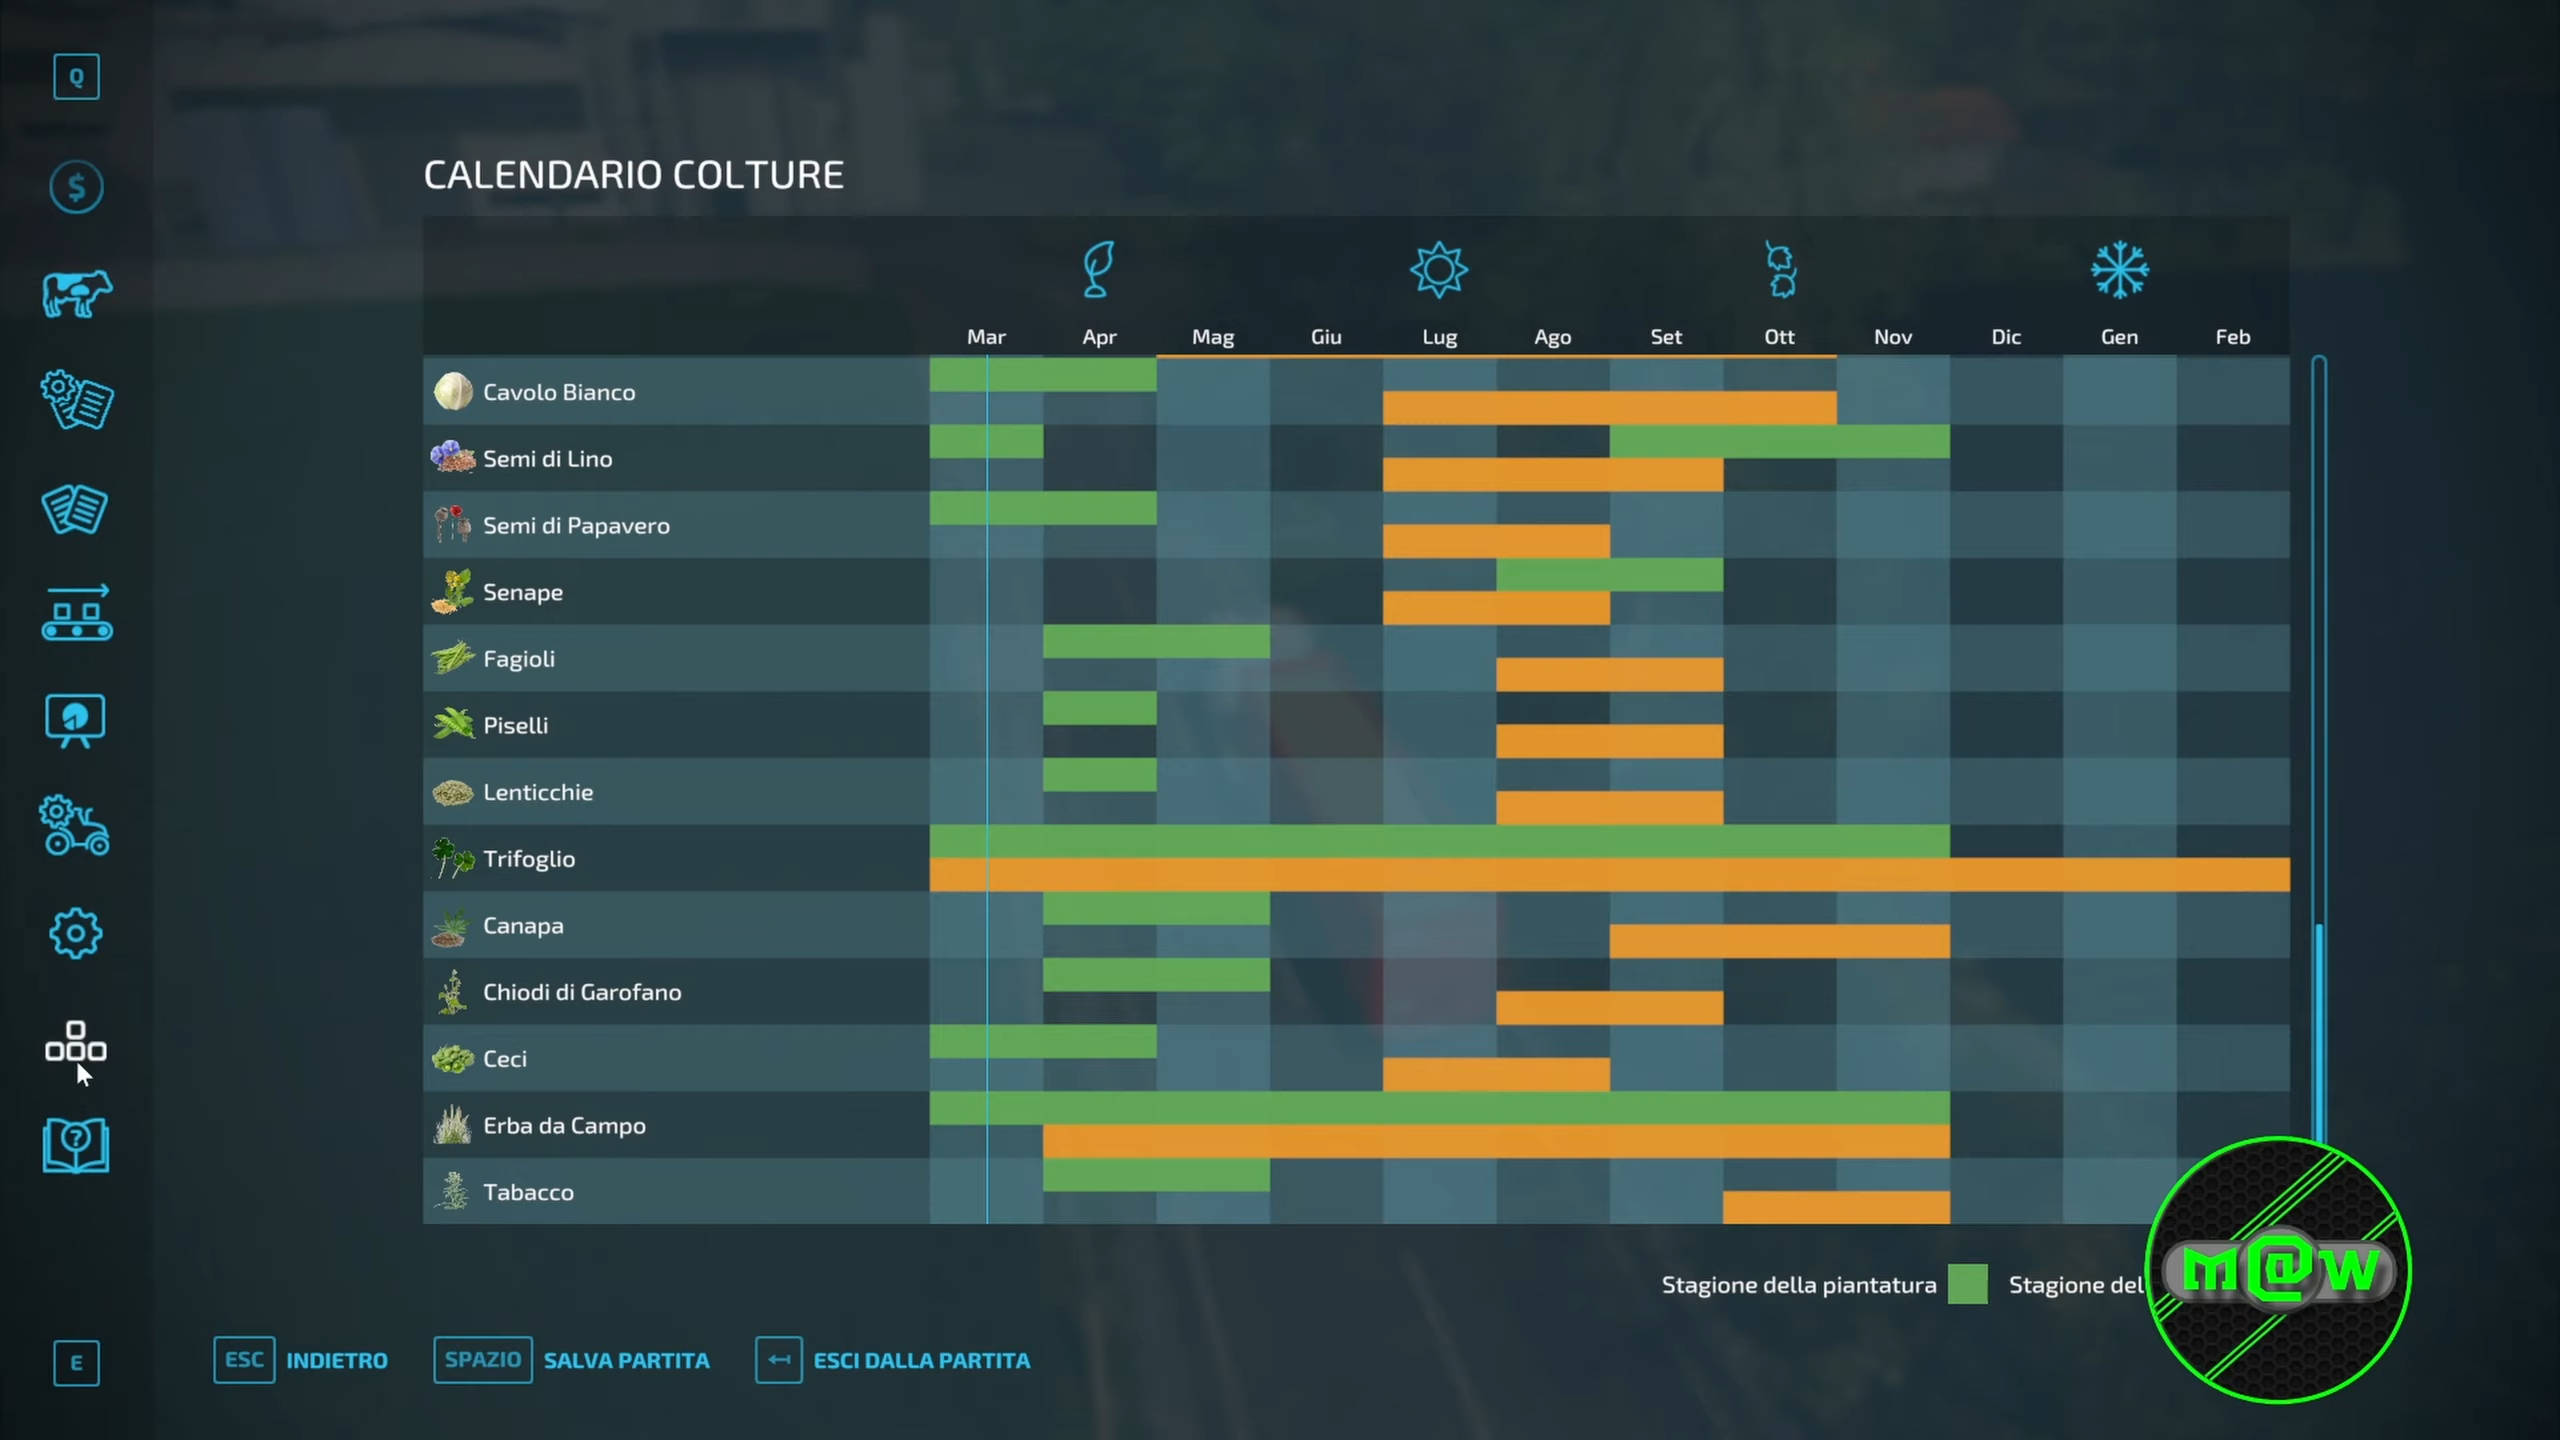 Q
CALENDARIO COLTURE
Mar Apr Mag Giu Lug Ago Set Ott Nov Dic Gen Feb
Cavolo Bianco
Semi di Lino
Semi di Papavero
Senape
Fagioli
Piselli
Lenticchie
Trifoglio
Canapa
Chiodi di Garofano
Ceci
Erba da Campo
Tabacco
Stagione della piantatura Stagione del
M@W
E ESC INDIETRO SPAZIO SALVA PARTITA ESCI DALLA PARTITA